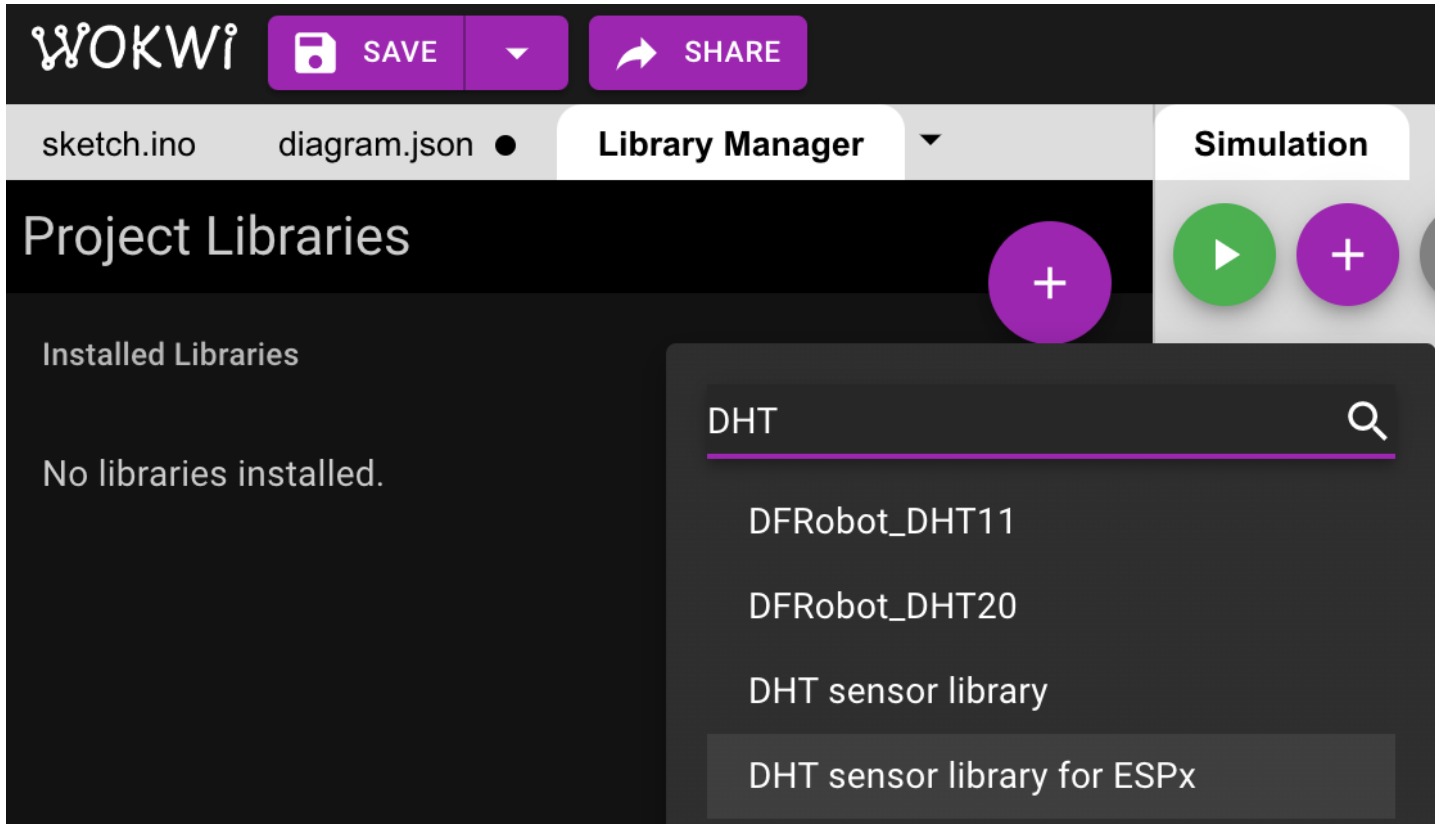 WOKWi SAVE SHARE
sketch.ino diagram.json Library Manager Simulation
Project Libraries
Installed Libraries
No libraries installed.
DHT
DFRobot_DHT11
DFRobot_DHT20
DHT sensor library
DHT sensor library for ESPx